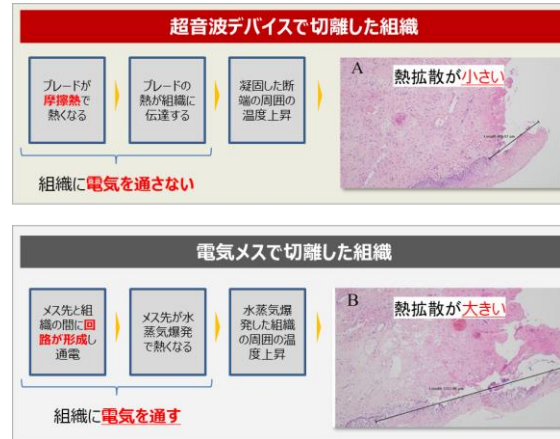 超音波デバイスで切離した組織
ブレードが
摩擦熱で
熱くなる
ブレードの
熱が組織に
伝達する
凝固した断
端の周囲の
温度上昇
A
熱拡散が小さい
組織に電気を通さない
電気メスで切離した組織
メス先と組
織の間に回
路が形成し
通電
メス先が水
蒸気爆発
で熱くなる
水蒸気爆
発した組織
の周囲の温
度上昇
B
熱拡散が大きい
組織に電気を通す